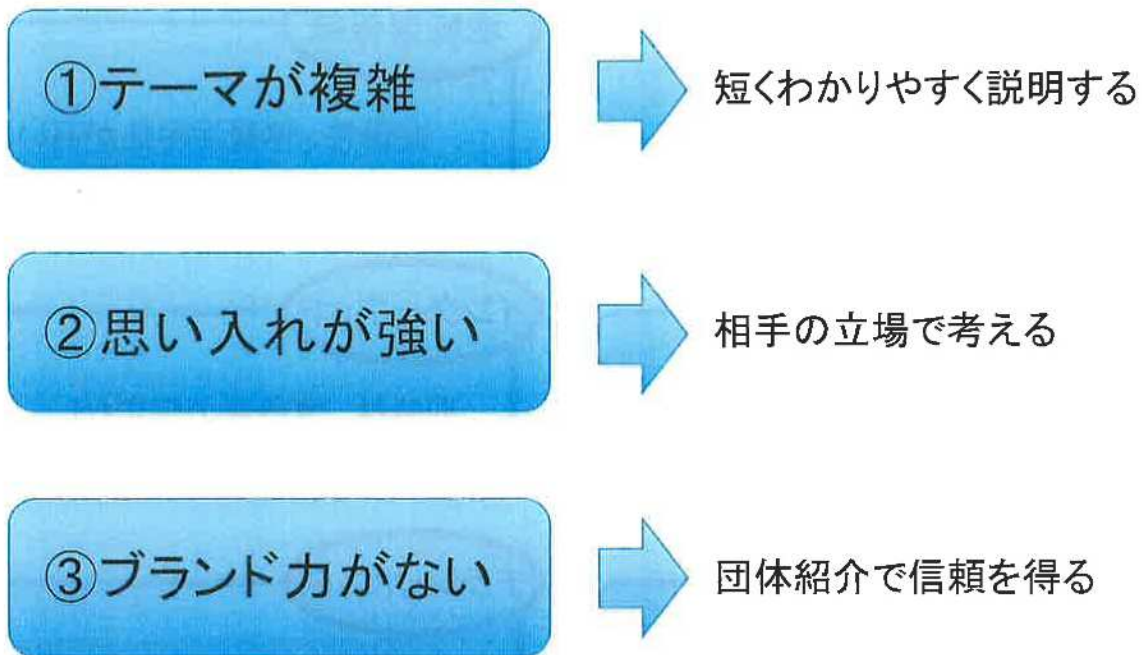 ①テーマが複雑
短くわかりやすく説明する
②思い入れが強い
相手の立場で考える
③ブランド力がない
団体紹介で信頼を得る